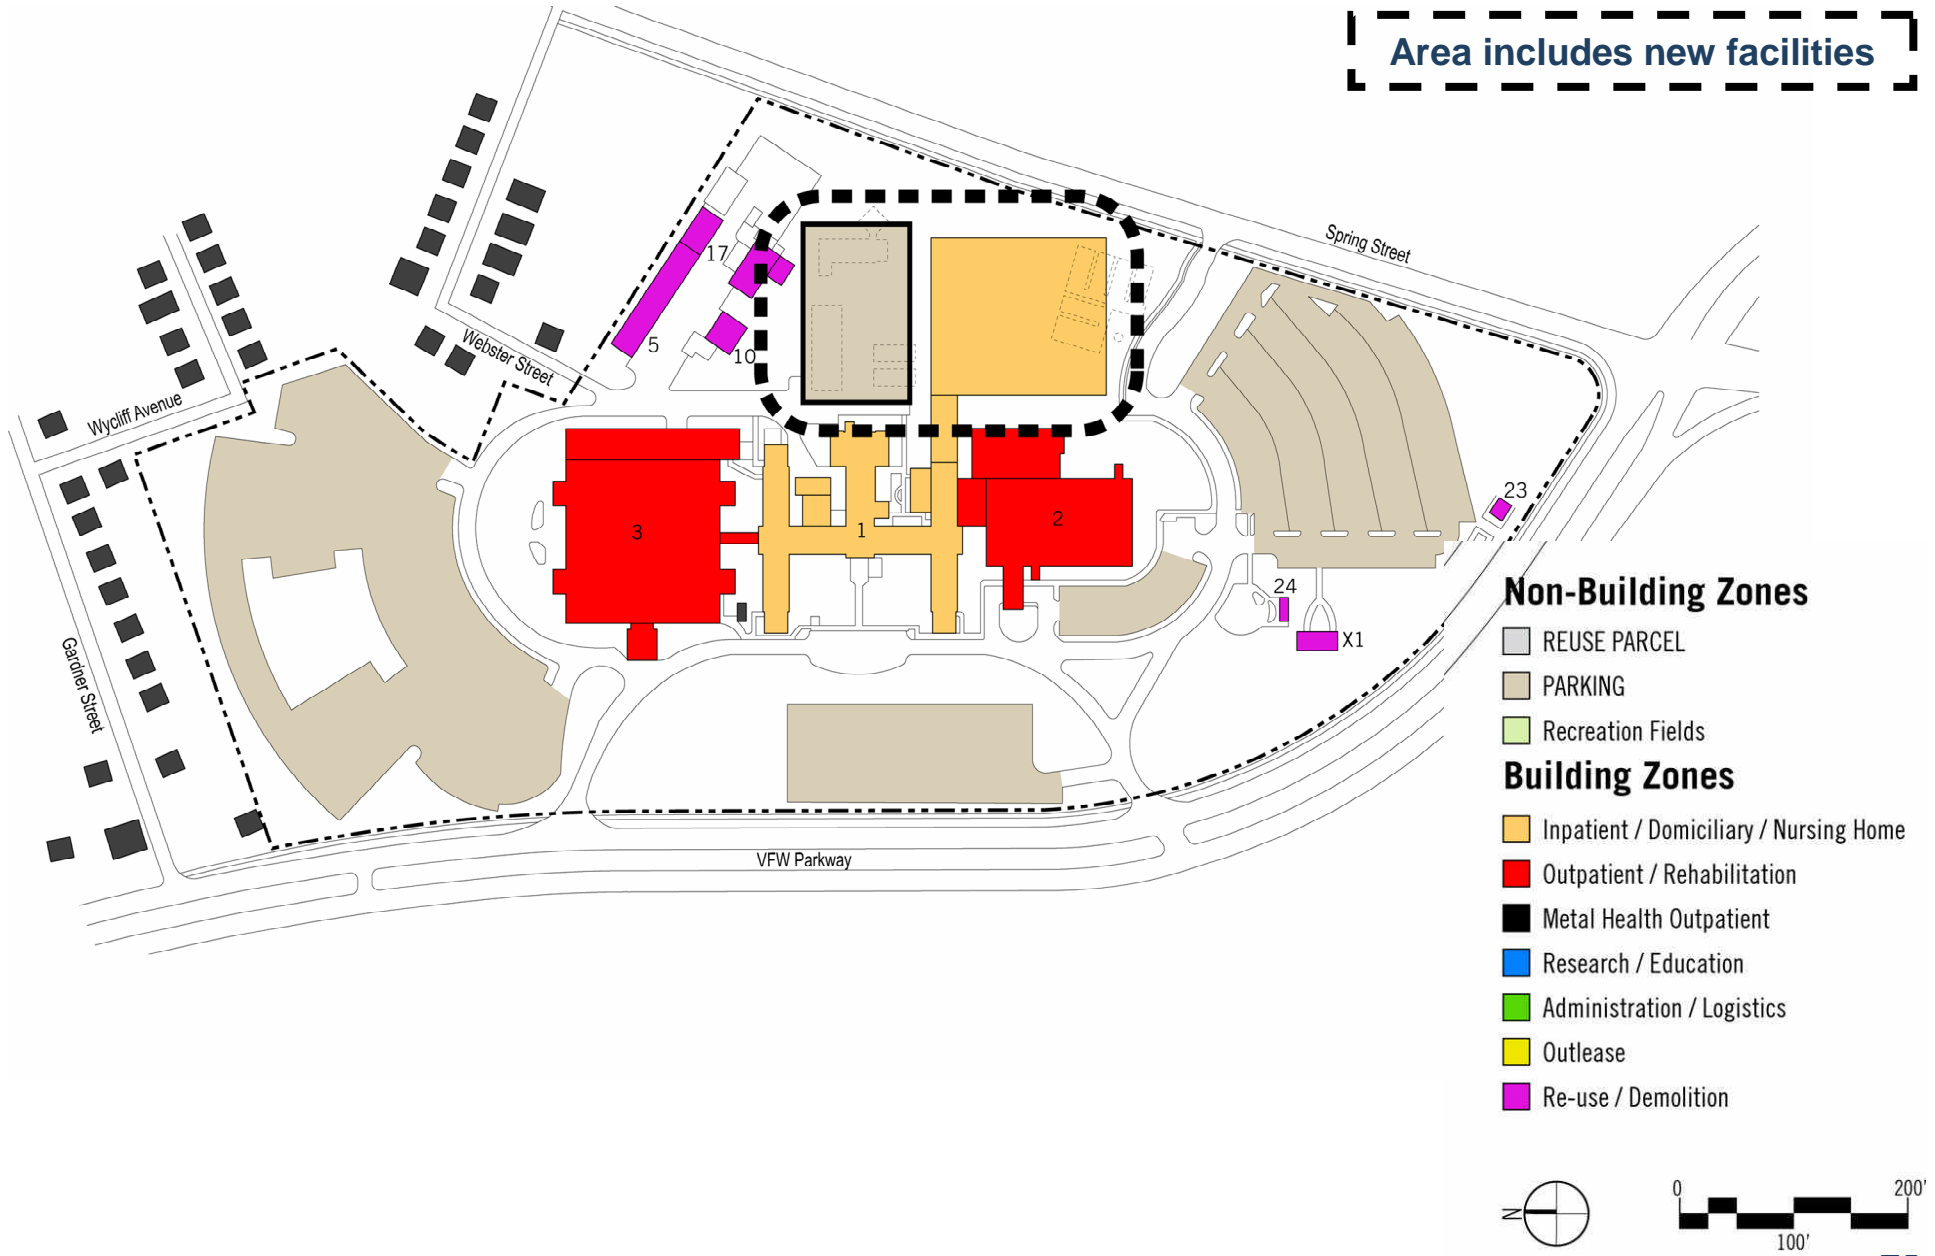 Area includes new facilities
Spring Street
17
5
10
Webster Street
Wycliff Avenue
23
3
1
2
24
X1
Gardner Street
VFW Parkway
Non-Building Zones
REUSE PARCEL
PARKING
Recreation Fields
Building Zones
Inpatient / Domiciliary / Nursing Home
Outpatient / Rehabilitation
Metal Health Outpatient
Research / Education
Administration / Logistics
Outlease
Re-use / Demolition
N
0 200'
100'